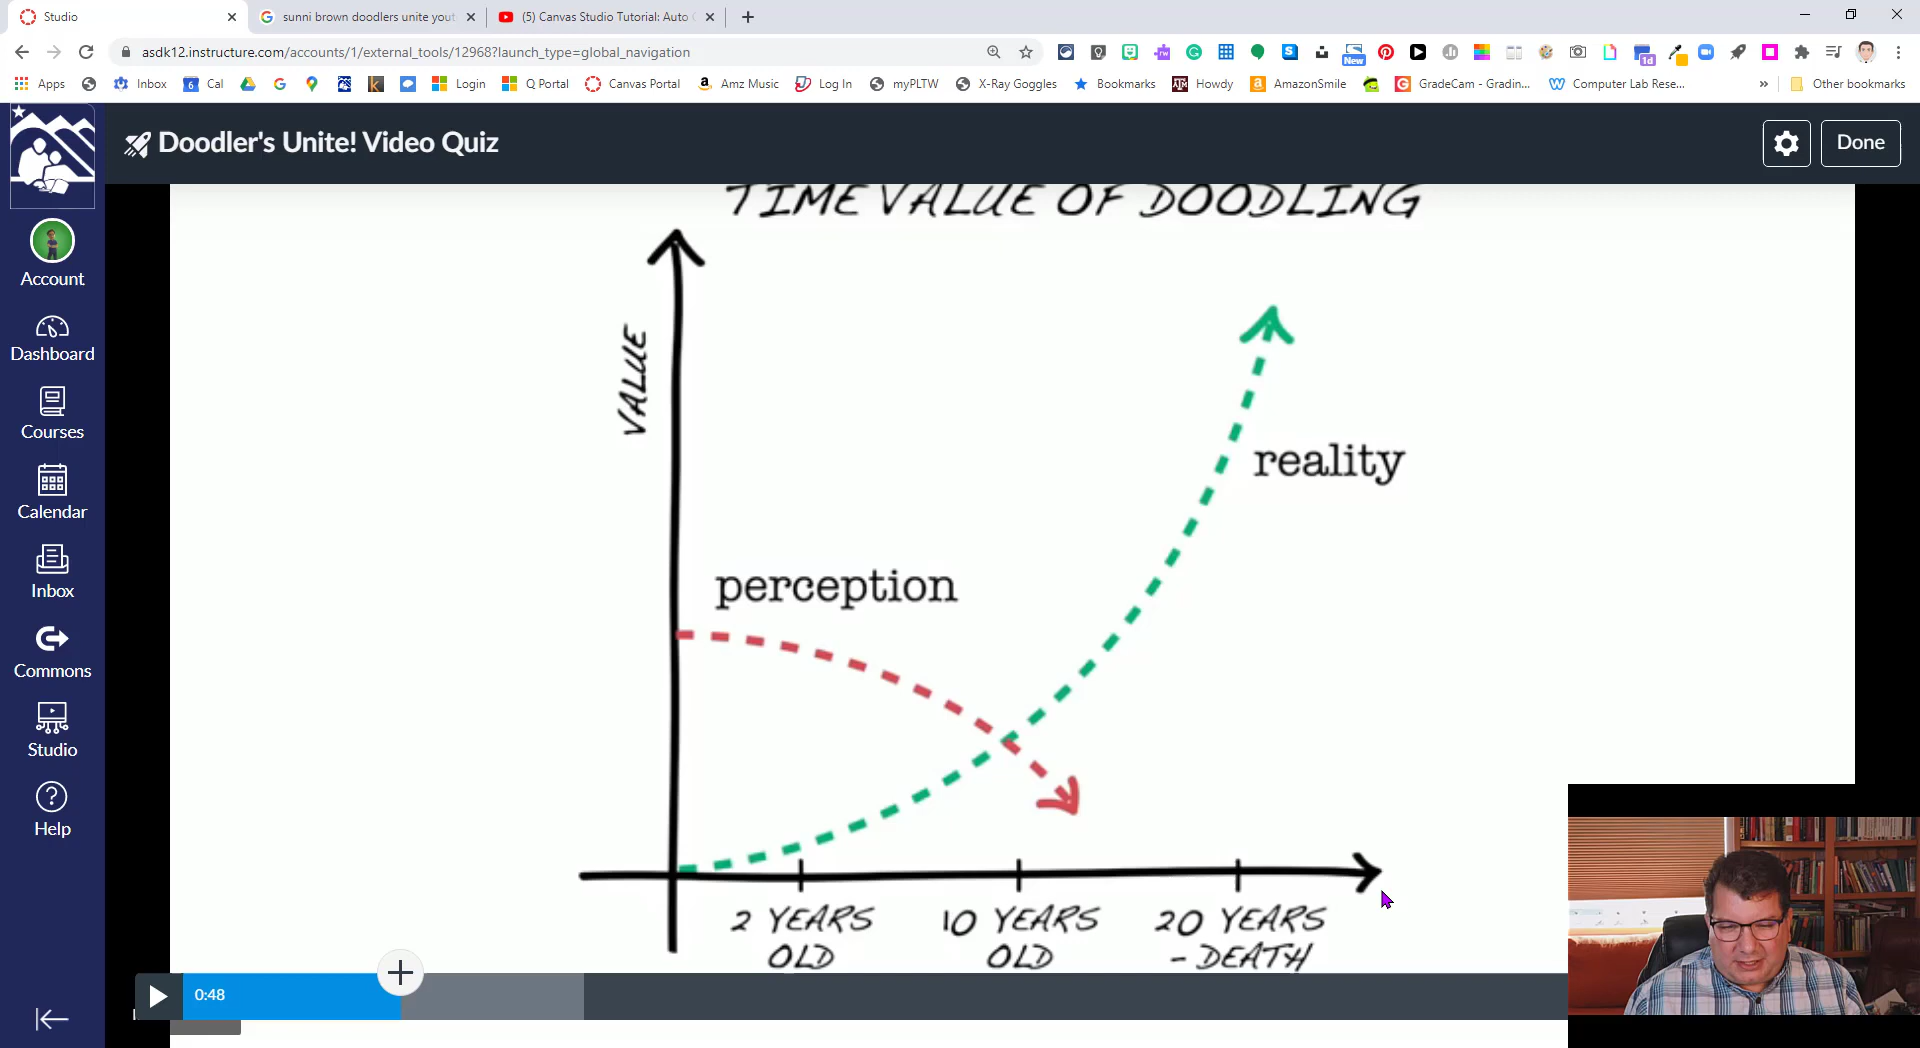 Studio
sunni brown doodlers unite yout
(5) Canvas Studio Tutorial: Auto
asdk12.instructure.com/accounts/1/external_tools/12968?launch_type=global_navigation
New
1d
Apps
Inbox
6
Cal
Login
Q Portal
Canvas Portal
Amz Music
Log In
myPLTW
X-Ray Goggles
Bookmarks
Howdy
AmazonSmile
GradeCam - Gradin...
Computer Lab Rese...
»
Other bookmarks
Doodler's Unite! Video Quiz
Done
TIME VALUE OF DOODLING
Account
Dashboard
Courses
Calendar
Inbox
Commons
Studio
Help
VALUE
reality
perception
2 YEARS
OLD
10 YEARS
OLD
20 YEARS
- DEATH
0:48